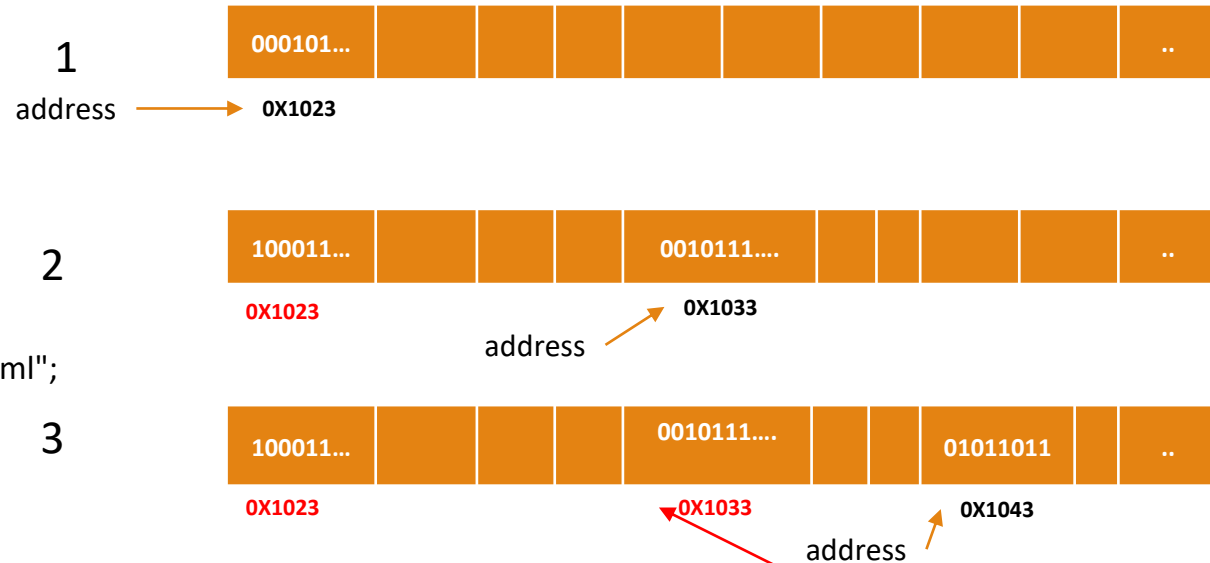 1
000101... ..
address 0X1023
2
100011... 0010111.... ..
0X1023 0X1033
address
ml";
3
100011... 0010111.... 01011011 ..
0X1023 0X1033 0X1043
address